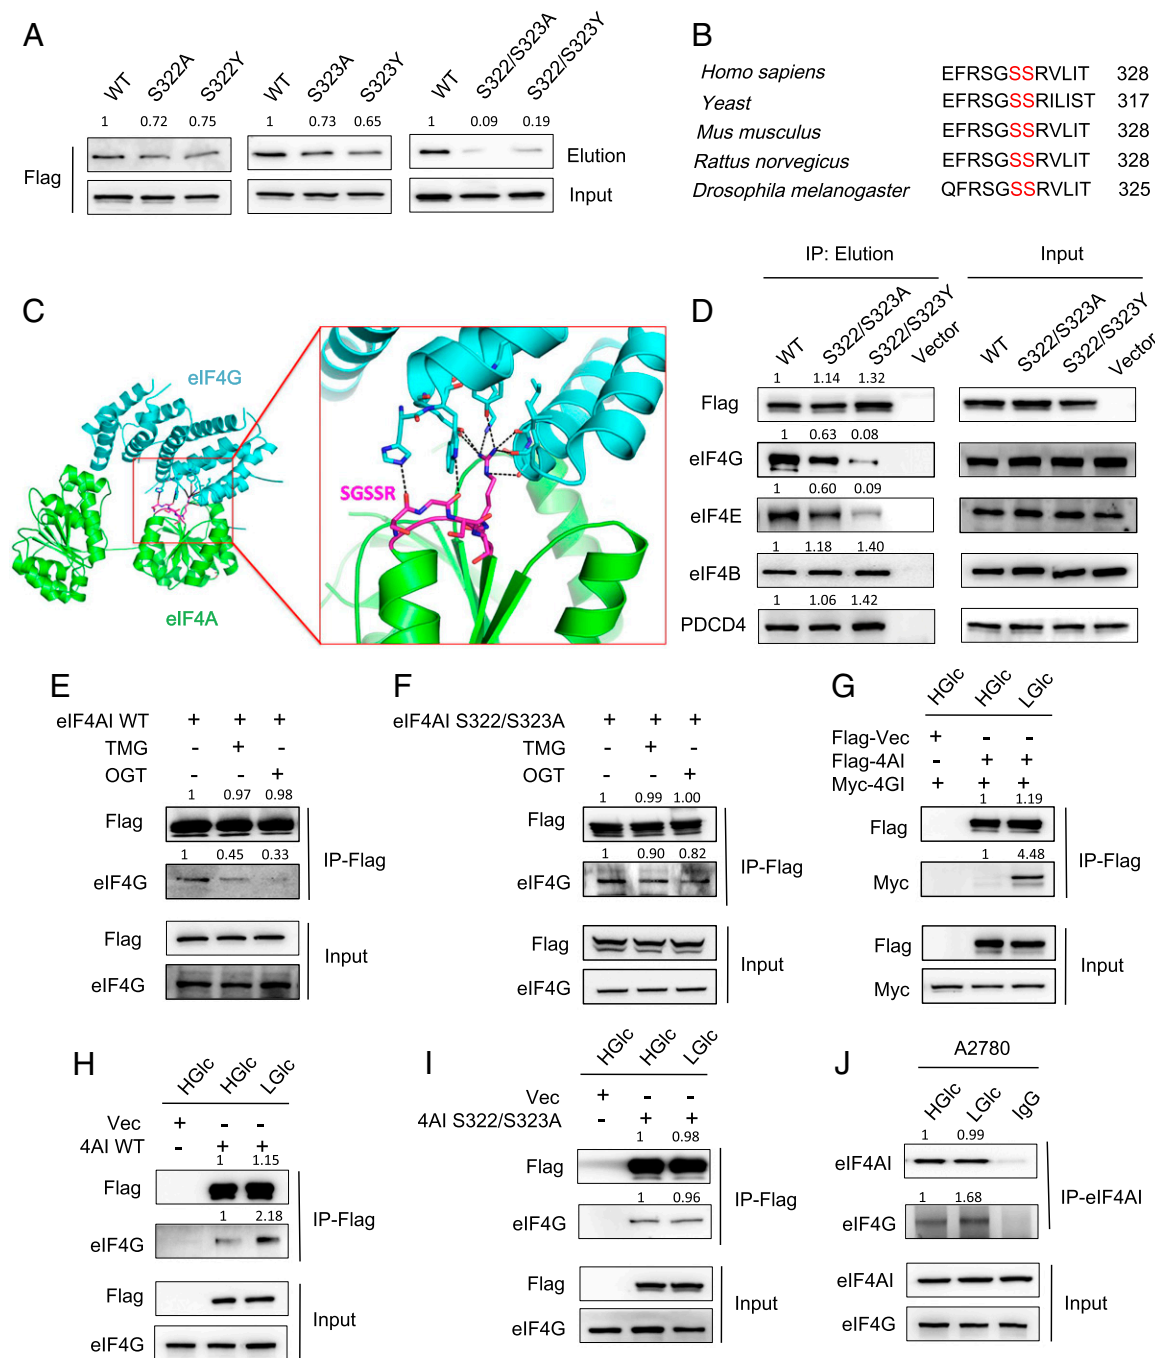 A
WT S322A S322Y WT S323A S323Y WT S322/S323A S322/S323Y
1 0.72 0.75 1 0.73 0.65 1 0.09 0.19
Flag
Elution
Input
B
Homo sapiens EFRSGSSRVLIT 328
Yeast EFRSGSSRILIST 317
Mus musculus EFRSGSSRVLIT 328
Rattus norvegicus EFRSGSSRVLIT 328
Drosophila melanogaster QFRSGSSRVLIT 325
C
eIF4G
eIF4A
SGSSR
D
IP: Elution Input
WT S322/S323A S322/S323Y Vector WT S322/S323A S322/S323Y Vector
1 1.14 1.32
Flag
1 0.63 0.08
eIF4G
1 0.60 0.09
eIF4E
1 1.18 1.40
eIF4B
1 1.06 1.42
PDCD4
E
eIF4AI WT + + +
TMG - + -
OGT - - +
1 0.97 0.98
Flag
1 0.45 0.33
eIF4G
IP-Flag
Flag
eIF4G
Input
F
eIF4AI S322/S323A + + +
TMG - + -
OGT - - +
1 0.99 1.00
Flag
1 0.90 0.82
eIF4G
IP-Flag
Flag
eIF4G
Input
G
HGlc HGlc LGlc
Flag-Vec + - -
Flag-4AI - + +
Myc-4GI + + +
1 1.19
Flag
1 4.48
Myc
IP-Flag
Flag
Myc
Input
H
HGlc HGlc LGlc
Vec + - -
4AI WT - + +
1 1.15
Flag
1 2.18
eIF4G
IP-Flag
Flag
eIF4G
Input
I
HGlc HGlc LGlc
Vec + - -
4AI S322/S323A - + +
1 0.98
Flag
1 0.96
eIF4G
IP-Flag
Flag
eIF4G
Input
J
A2780
HGlc LGlc IgG
1 0.99
eIF4AI
1 1.68
eIF4G
IP-eIF4AI
eIF4AI
eIF4G
Input